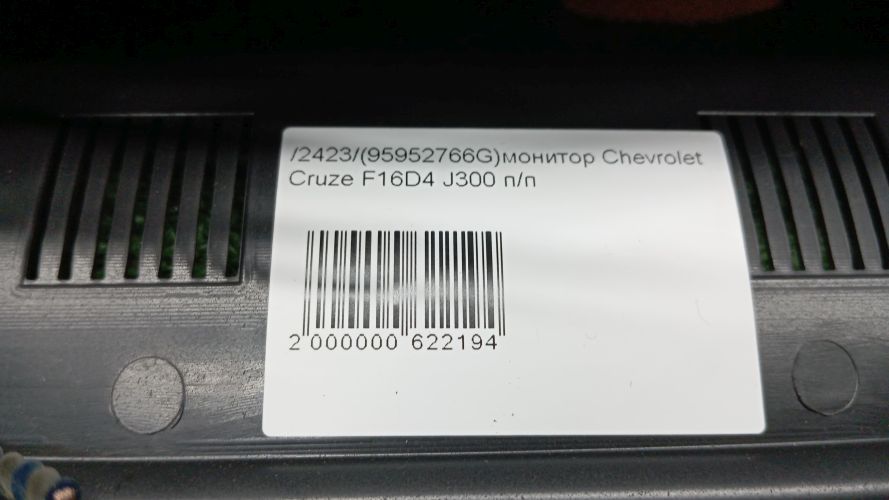 /2423/(95952766G)монитор Chevrolet
Cruze F16D4 J300 п/п
2 000000 622194